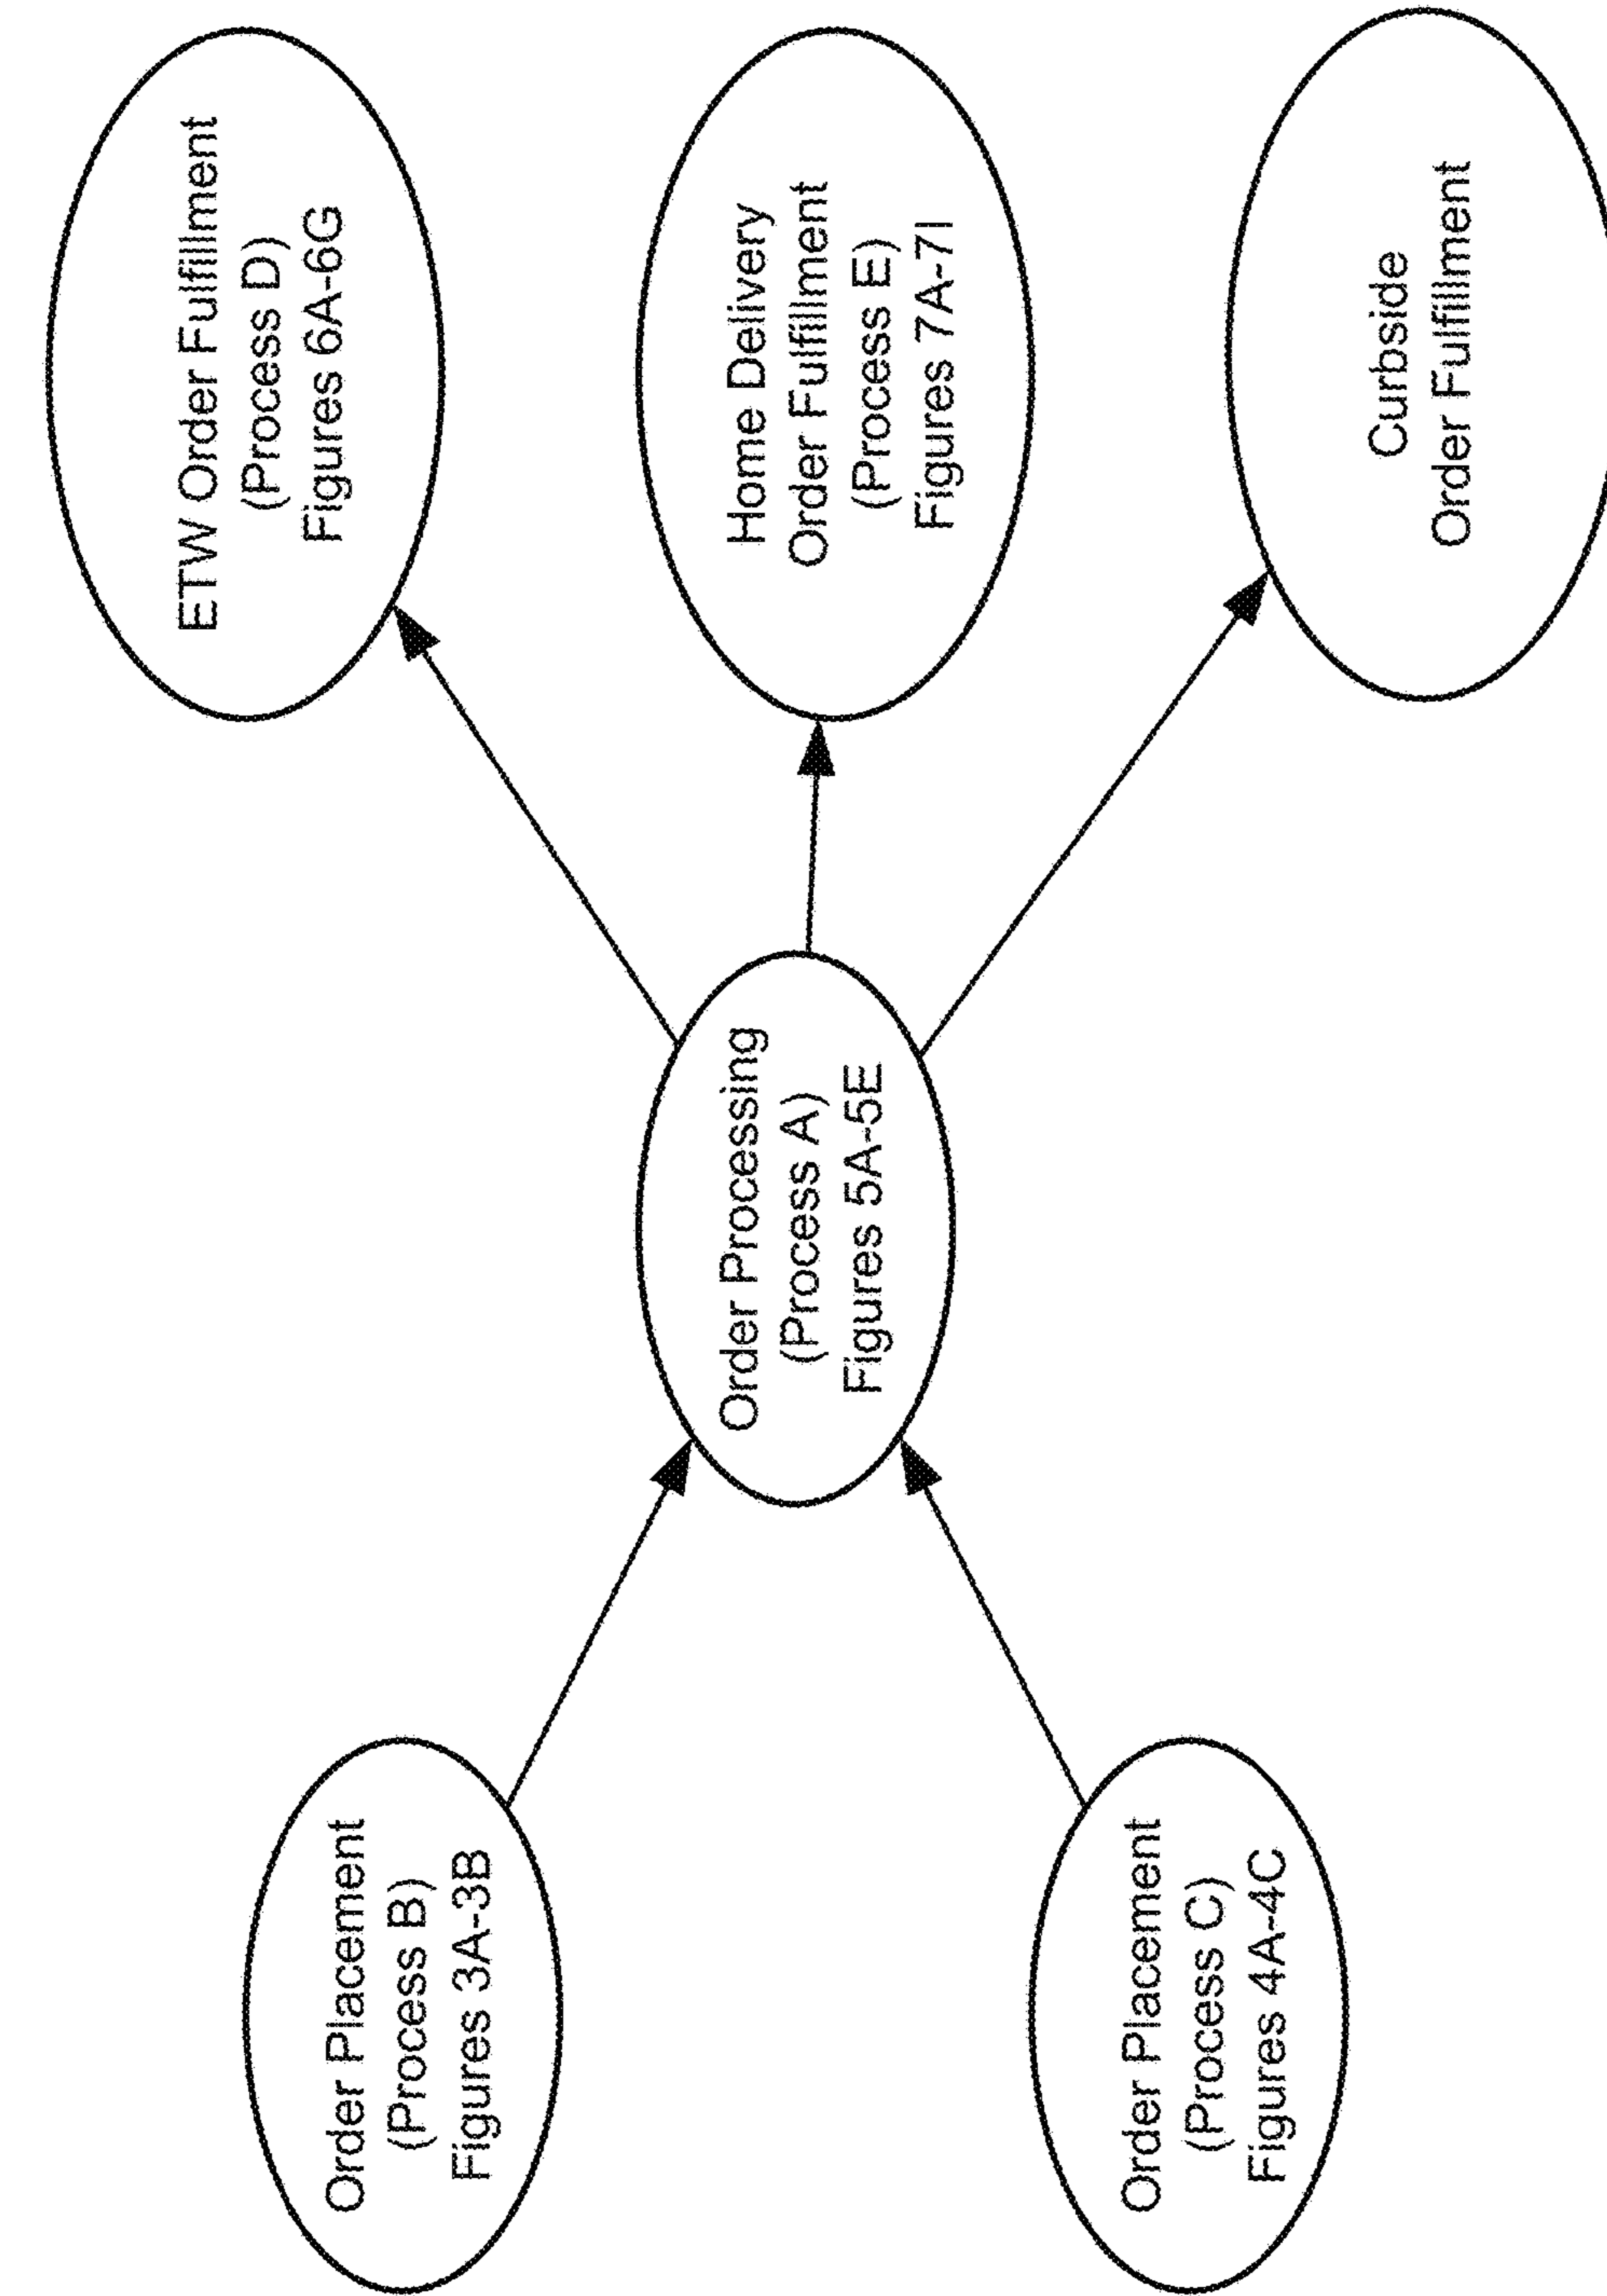 Order Placement
(Process B)
Figures 3A-3B
Order Placement
(Process C)
Figures 4A-4C
Order Processing
(Process A)
Figures 5A-5E
ETW Order Fulfillment
(Process D)
Figures 6A-6G
Home Delivery
Order Fulfillment
(Process E)
Figures 7A-7I
Curbside
Order Fulfillment